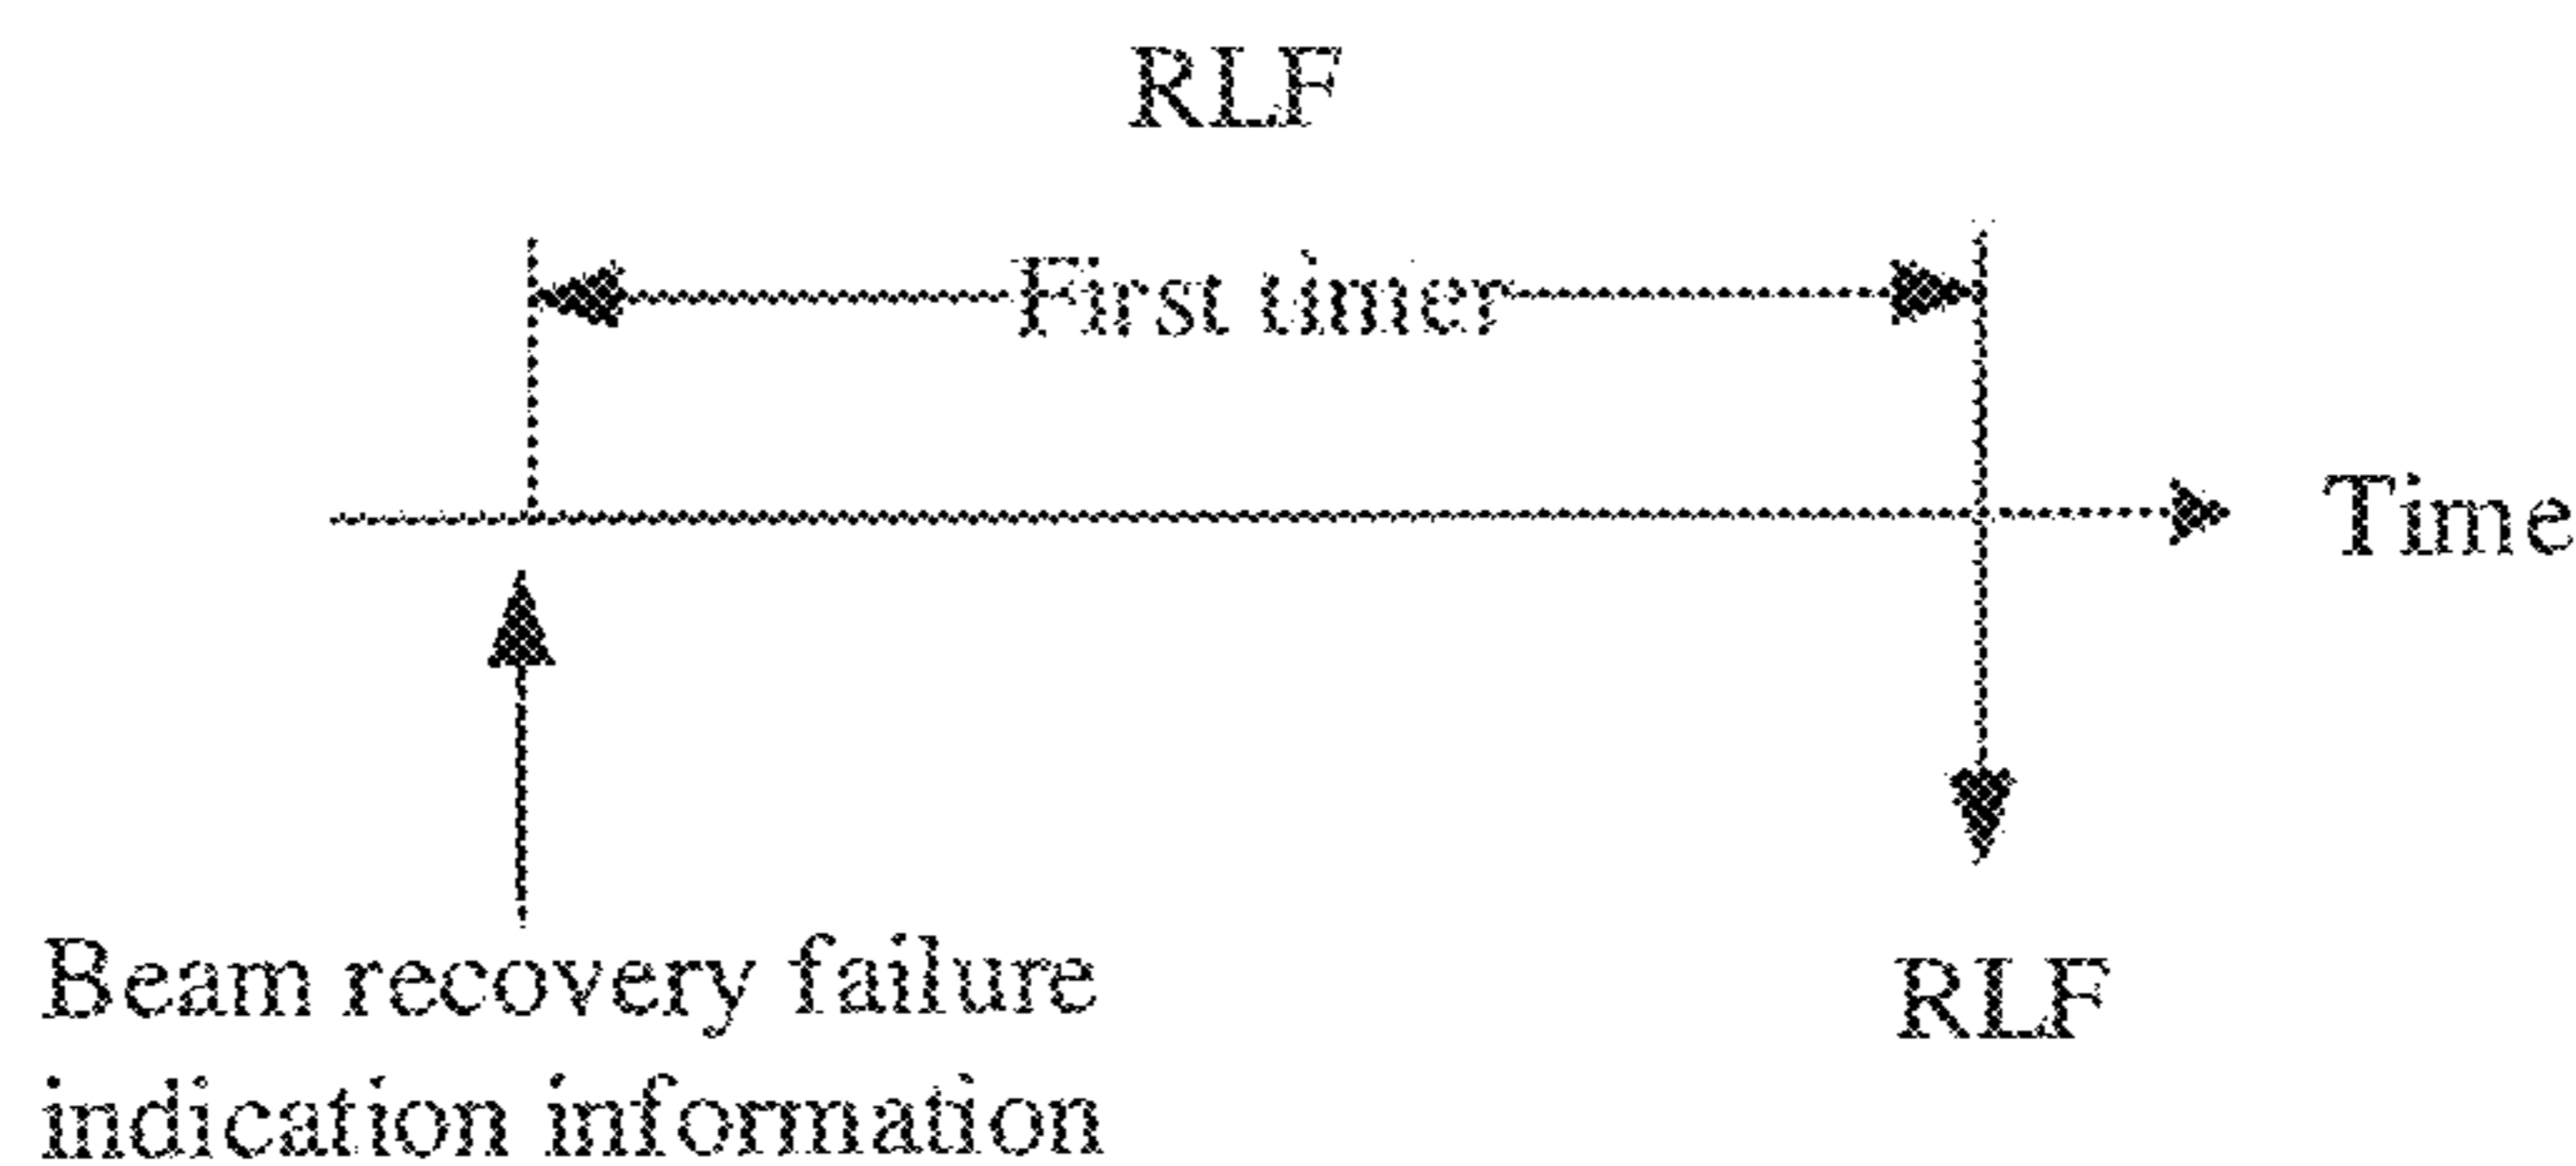 RLF
First timer
Time
Beam recovery failure
indication information
RLF